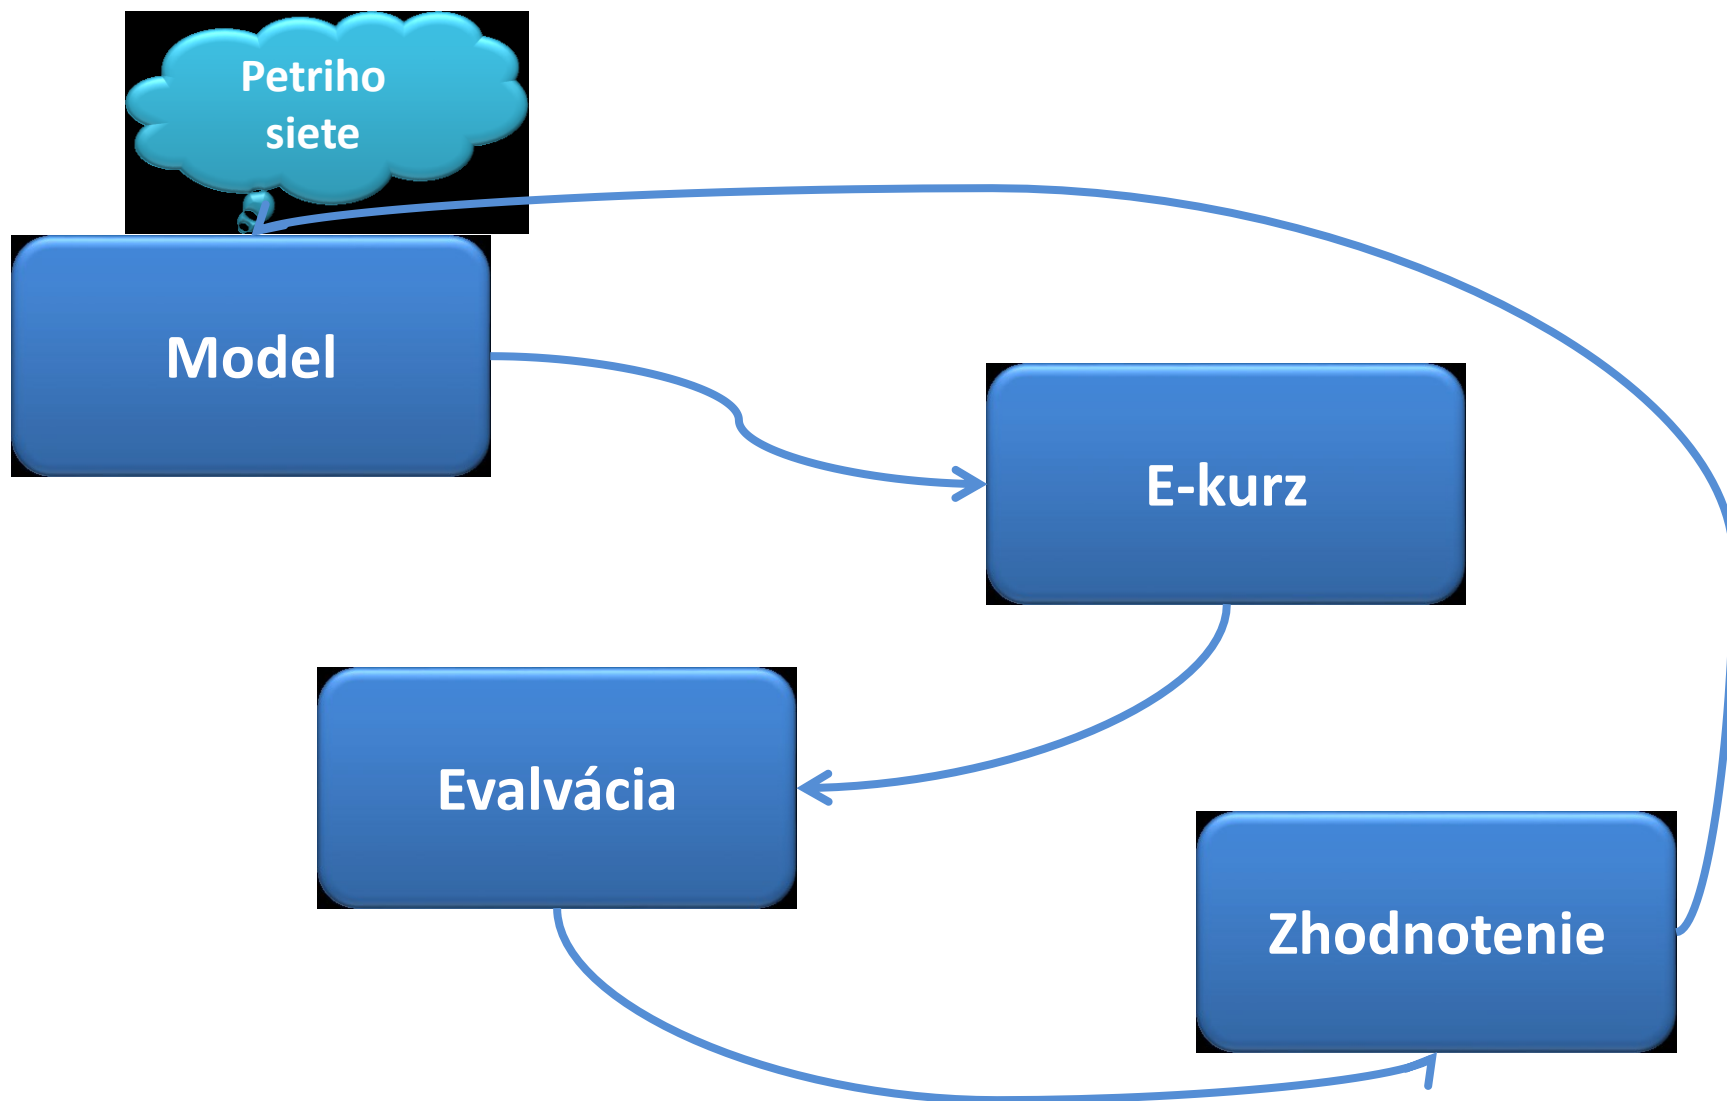 Petriho
siete
Model
E-kurz
Evalvácia
Zhodnotenie